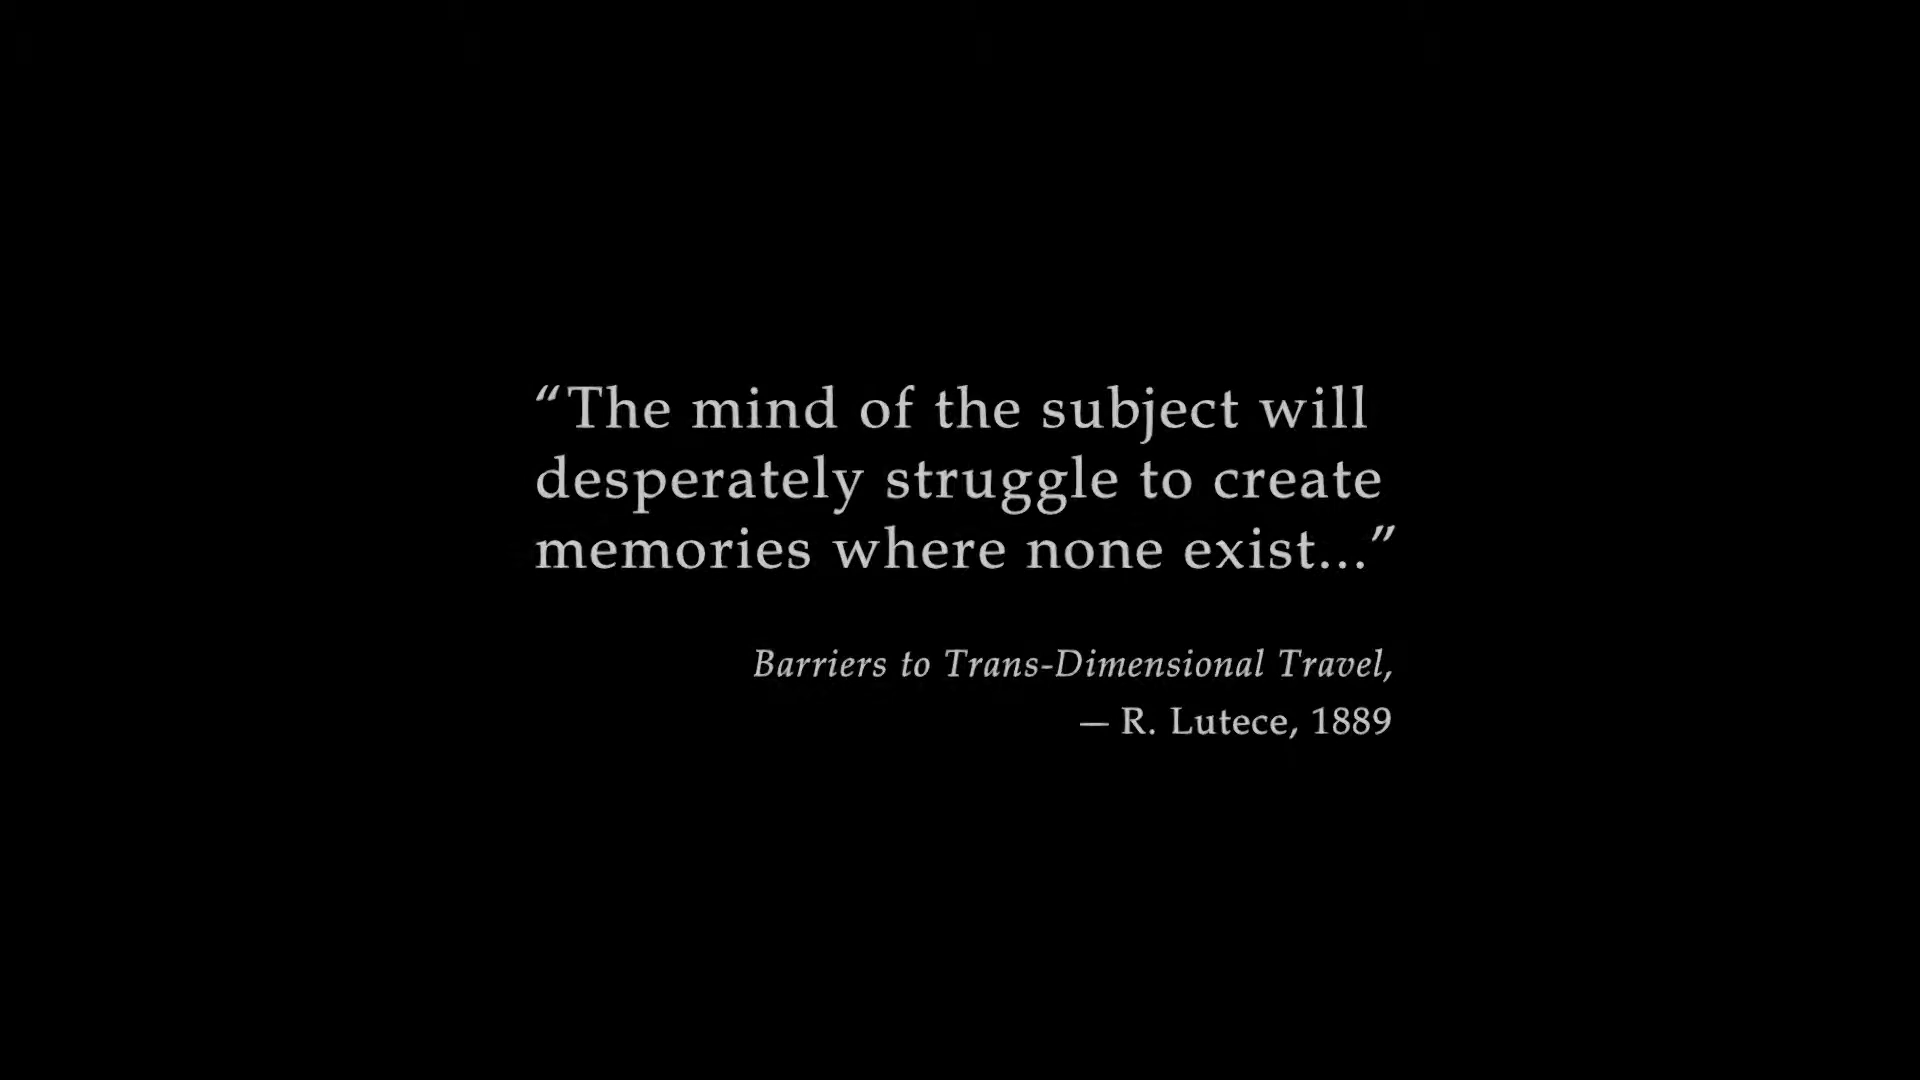 “The mind of the subject will
desperately struggle to create
memories where none exist...”
Barriers to Trans-Dimensional Travel,
— R. Lutece, 1889